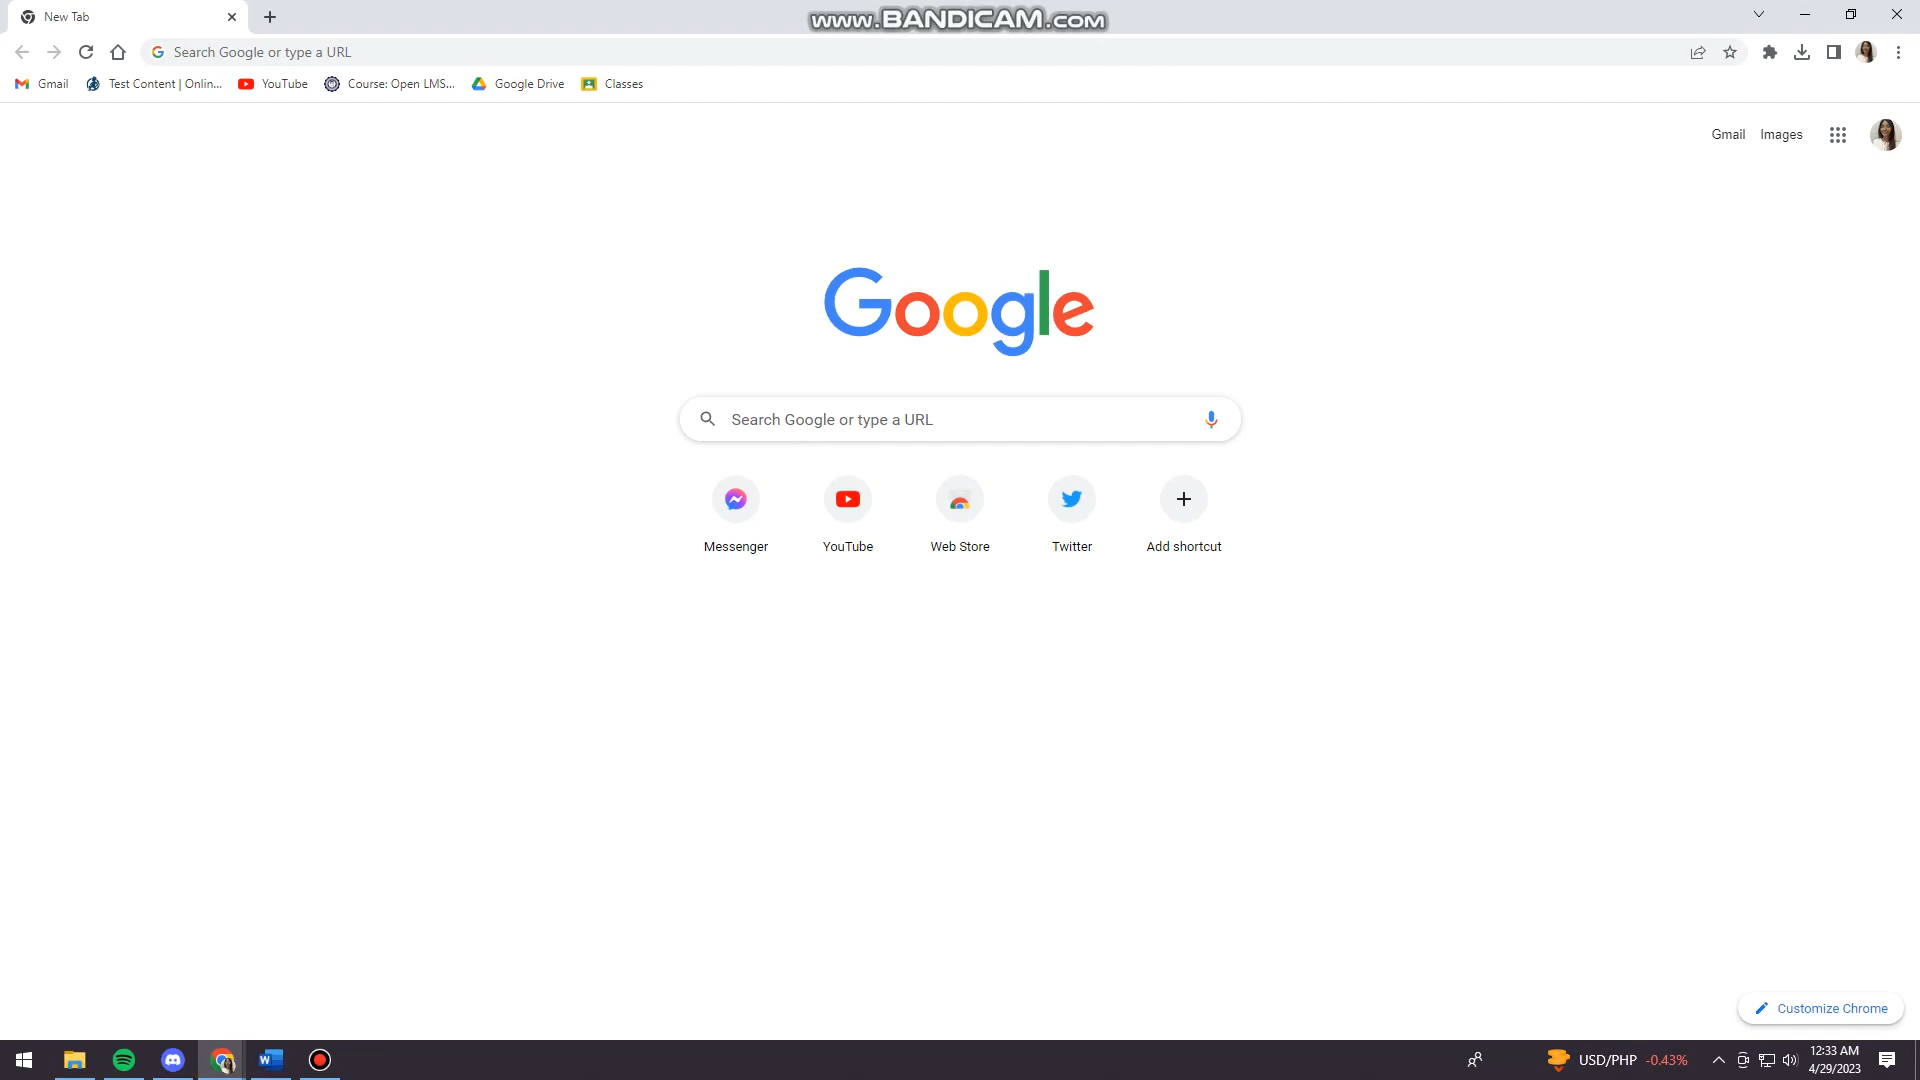 New Tab
www.BANDICAM.com
Search Google or type a URL
Gmail
Test Content | Onlin...
YouTube
Course: Open LMS...
Google Drive
Classes
Gmail
Images
Google
Search Google or type a URL
Messenger
YouTube
Web Store
Twitter
Add shortcut
Customize Chrome
USD/PHP -0.43%
12:33 AM
4/29/2023